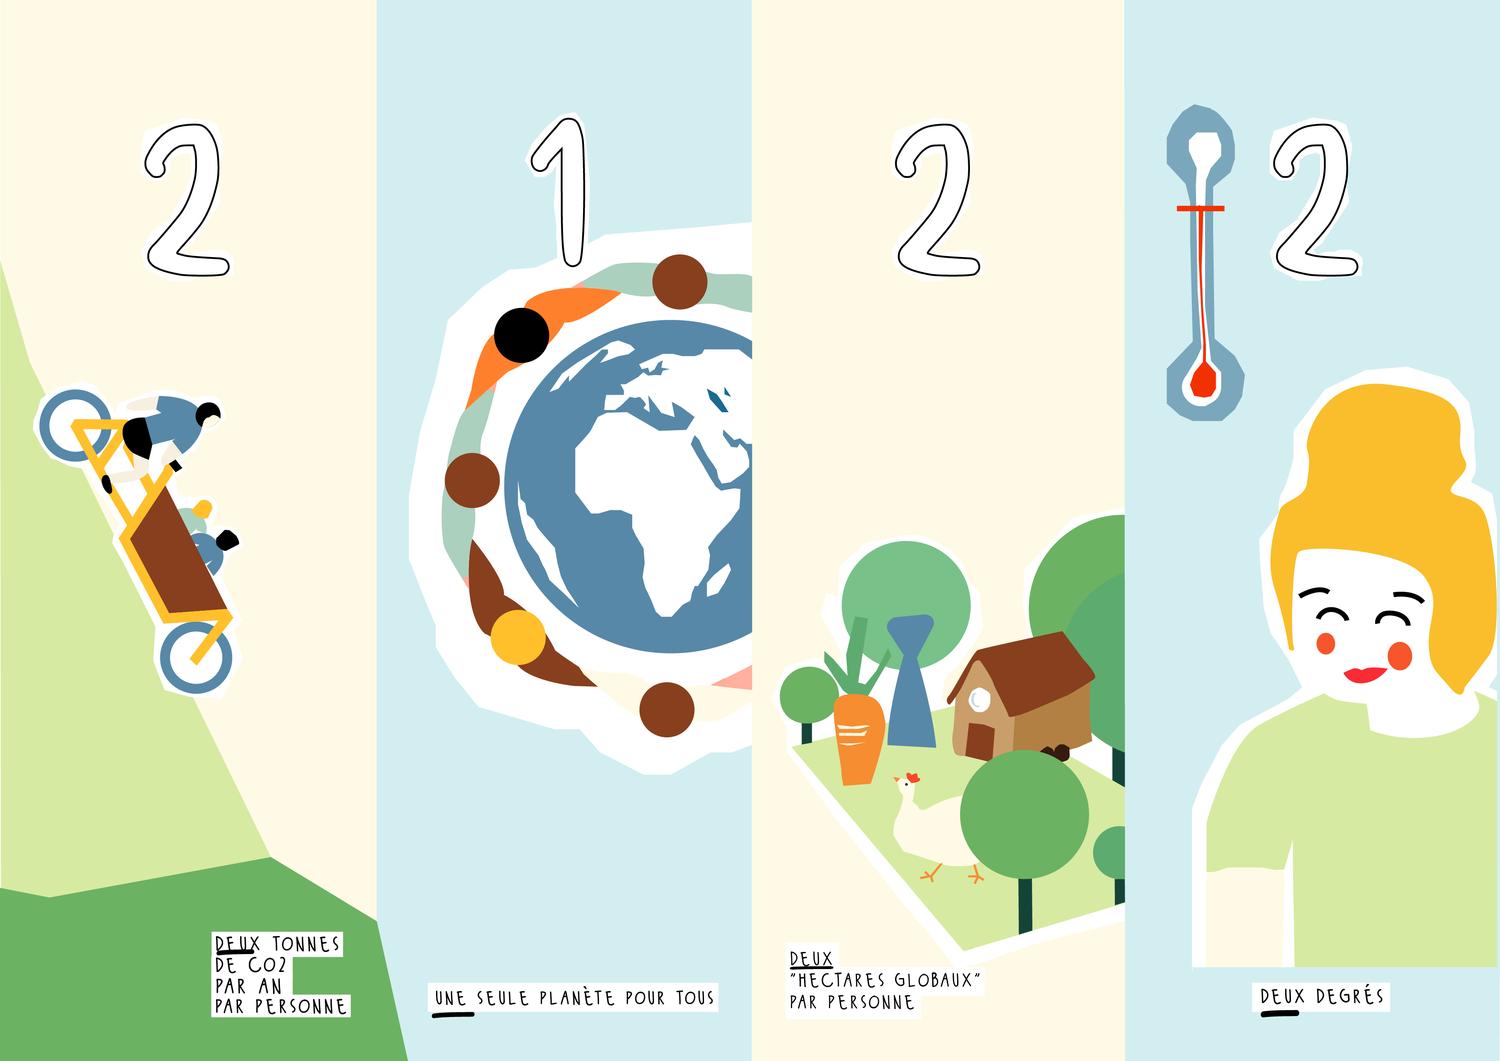 2
DEUX TONNES
DE CO2
PAR AN
PAR PERSONNE
1
UNE SEULE PLANÈTE POUR TOUS
2
DEUX
"HECTARES GLOBAUX"
PAR PERSONNE
2
DEUX DEGRÉS